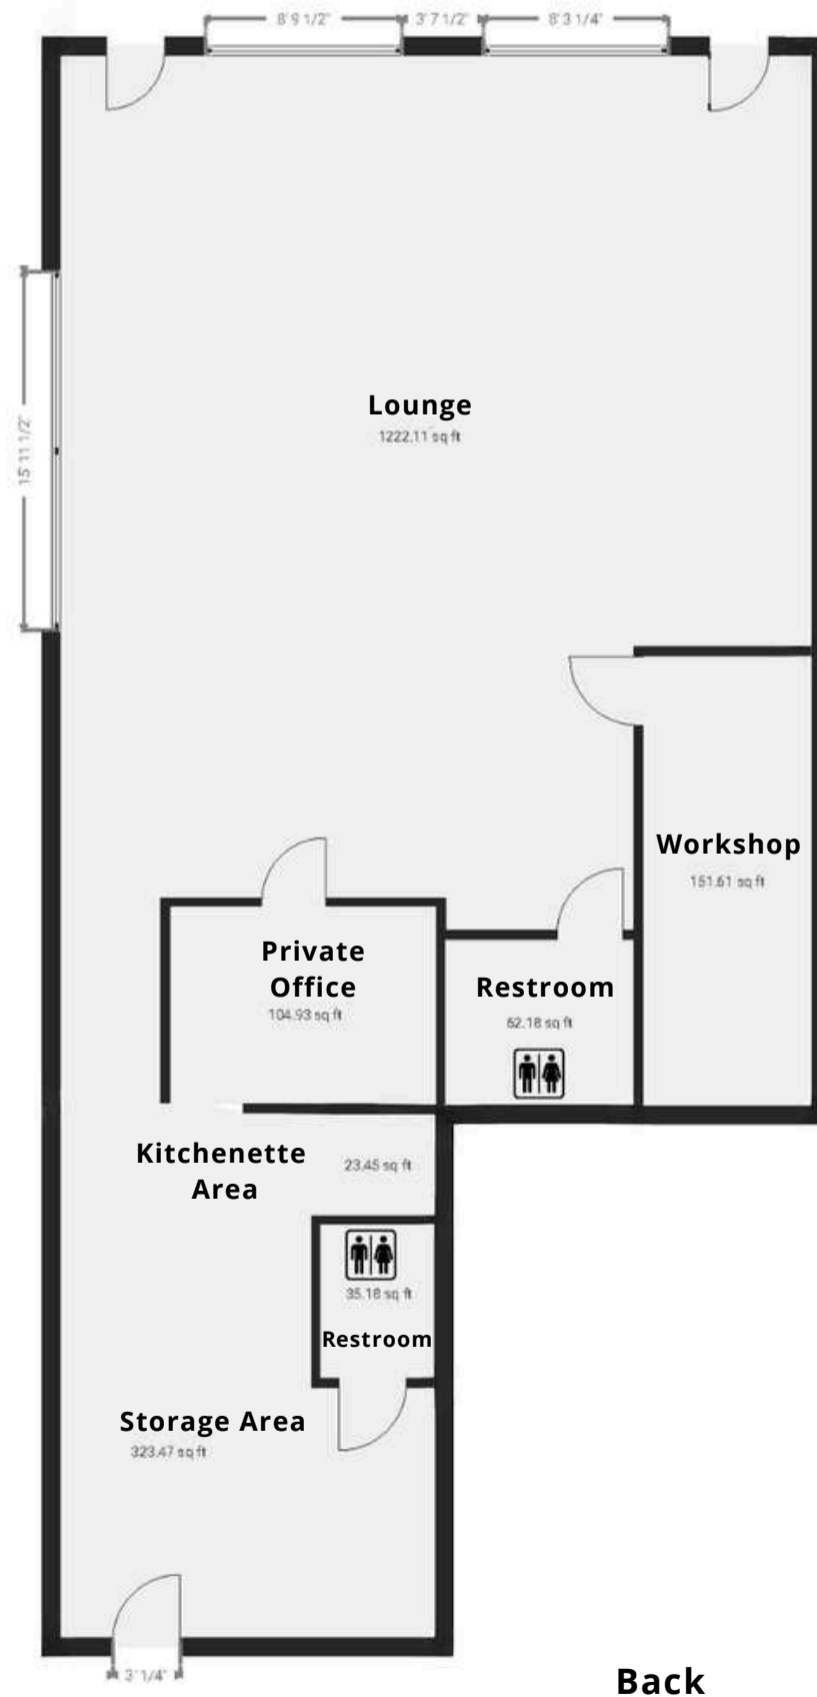 8' 9 1/2"
3' 7 1/2"
8' 3 1/4"
15' 11 1/2"
Lounge
1222.11 sq ft
Workshop
151.61 sq ft
Private
Office
104.93 sq ft
Restroom
62.18 sq ft
Kitchenette
Area
23.45 sq ft
35.18 sq ft
Restroom
Storage Area
323.47 sq ft
3' 1/4"
Back